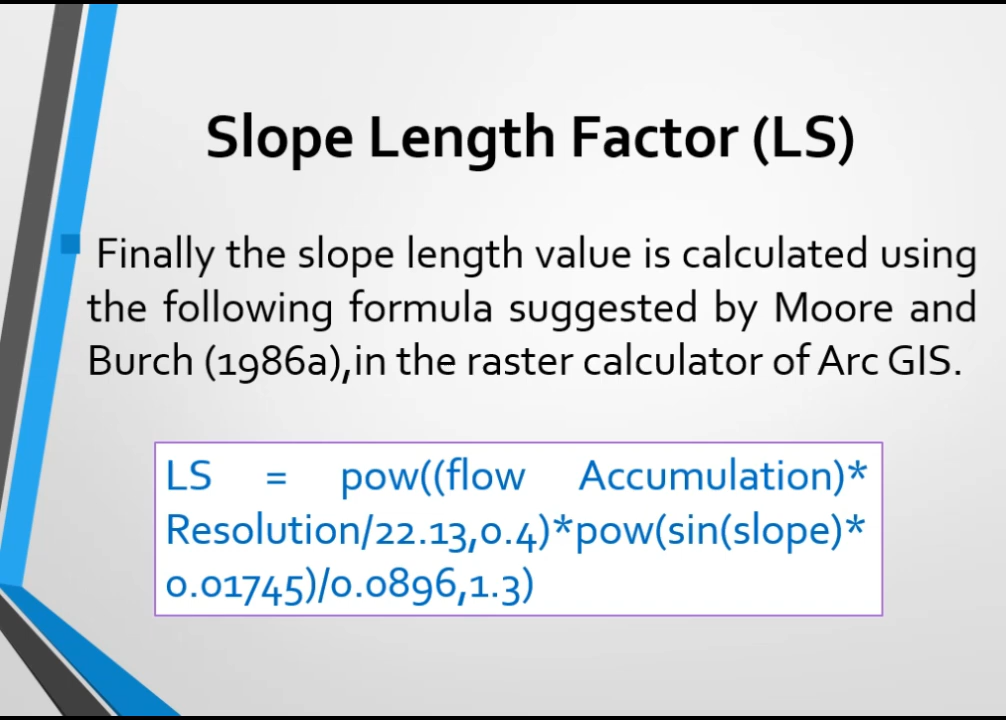 Slope Length Factor (LS)
Finally the slope length value is calculated using
the following formula suggested by Moore and
Burch (1986a),in the raster calculator of Arc GIS.
LS = pow((flow Accumulation)*
Resolution/22.13,0.4)*pow(sin(slope)*
0.01745)/0.0896,1.3)